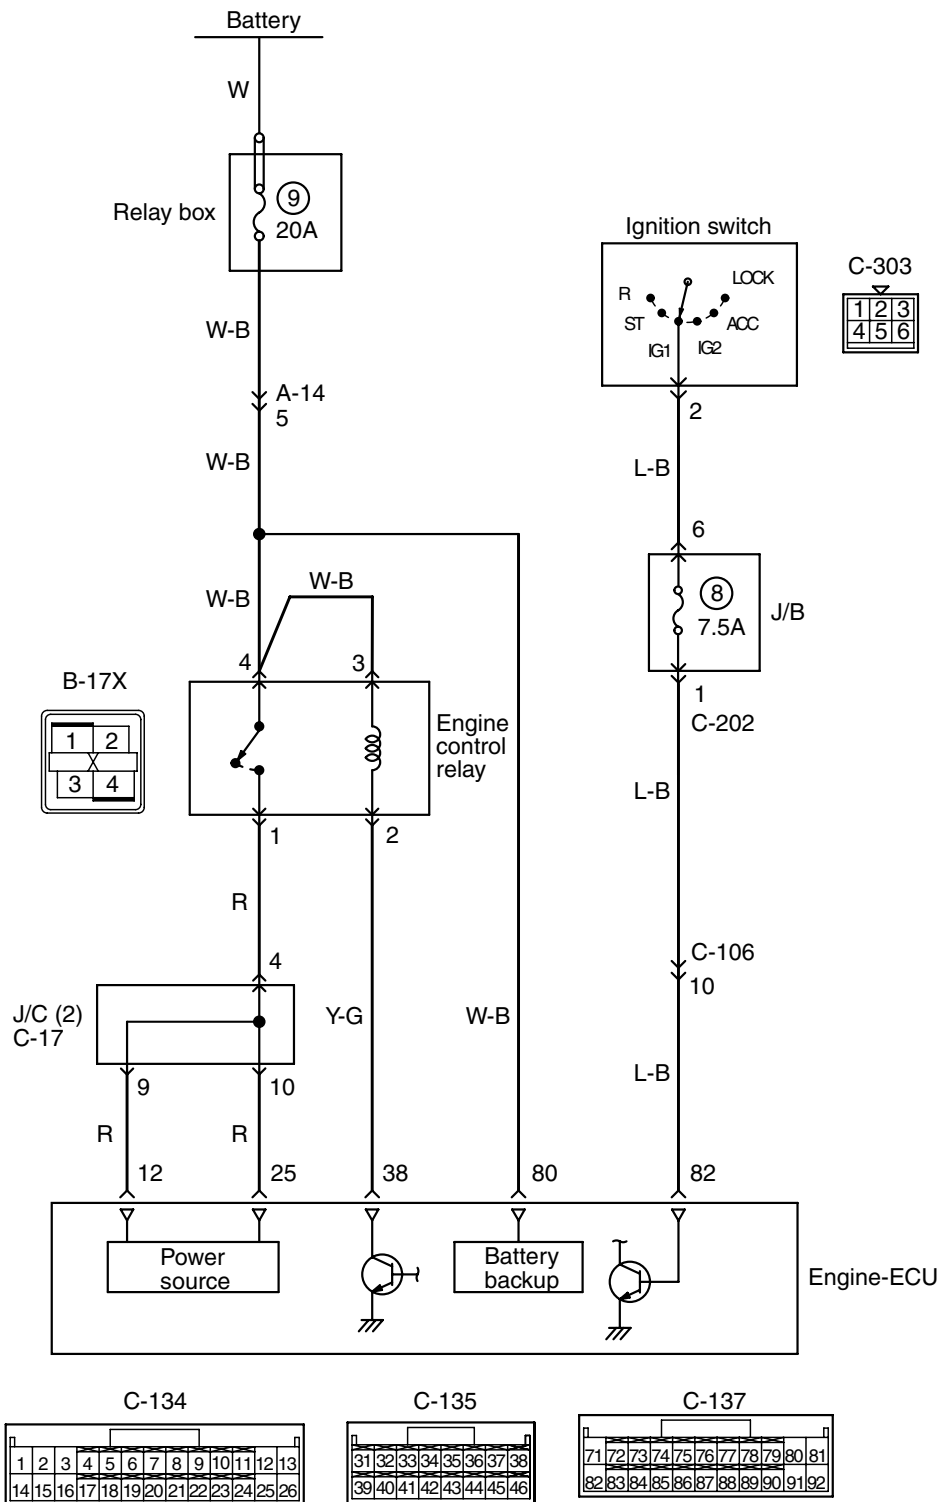 Battery
W
Relay box
9
20A
Ignition switch
C-303
1 2 3
4 5 6
R
LOCK
ST
ACC
IG1
IG2
W-B
A-14
5
2
W-B
L-B
6
W-B
W-B
8
7.5A
J/B
4
3
1
C-202
B-17X
1 2
3 4
Engine
control
relay
L-B
1
2
R
C-106
10
4
J/C (2)
C-17
Y-G
W-B
L-B
9
10
R
R
12
25
38
80
82
Power
source
Battery
backup
Engine-ECU
C-134
1 2 3 4 5 6 7 8 9 10 11 12 13
14 15 16 17 18 19 20 21 22 23 24 25 26
C-135
31 32 33 34 35 36 37 38
39 40 41 42 43 44 45 46
C-137
71 72 73 74 75 76 77 78 79 80 81
82 83 84 85 86 87 88 89 90 91 92